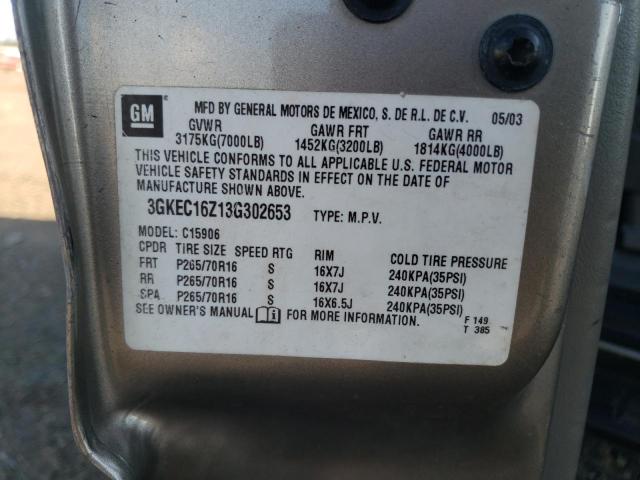 GM
MFD BY GENERAL MOTORS DE MEXICO, S. DE R.L. DE C.V. 05/03
GVWR GAWR FRT GAWR RR
3175KG(7000LB) 1452KG(3200LB) 1814KG(4000LB)
THIS VEHICLE CONFORMS TO ALL APPLICABLE U.S. FEDERAL MOTOR
VEHICLE SAFETY STANDARDS IN EFFECT ON THE DATE OF
MANUFACTURE SHOWN ABOVE.
3GKEC16Z13G302653 TYPE: M.P.V.
MODEL: C15906
CPDR TIRE SIZE SPEED RTG RIM COLD TIRE PRESSURE
FRT P265/70R16 S 16X7J 240KPA(35PSI)
RR P265/70R16 S 16X7J 240KPA(35PSI)
SPA P265/70R16 S 16X6.5J 240KPA(35PSI)
SEE OWNER'S MANUAL FOR MORE INFORMATION. F 149
T 385